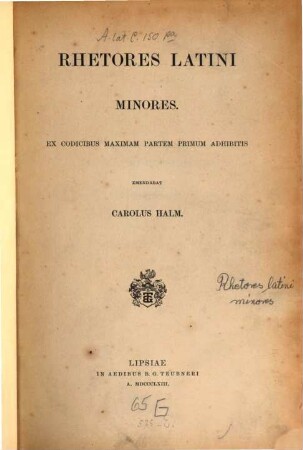 A. lat. c. 150 pg
RHETORES LATINI
MINORES.
EX CODICIBUS MAXIMAM PARTEM PRIMUM ADHIBITIS
EMENDABAT
CAROLUS HALM.
Rhetores latini
minores
LIPSIAE
IN AEDIBUS B. G. TEUBNERI
A. MDCCCLXIII.
65